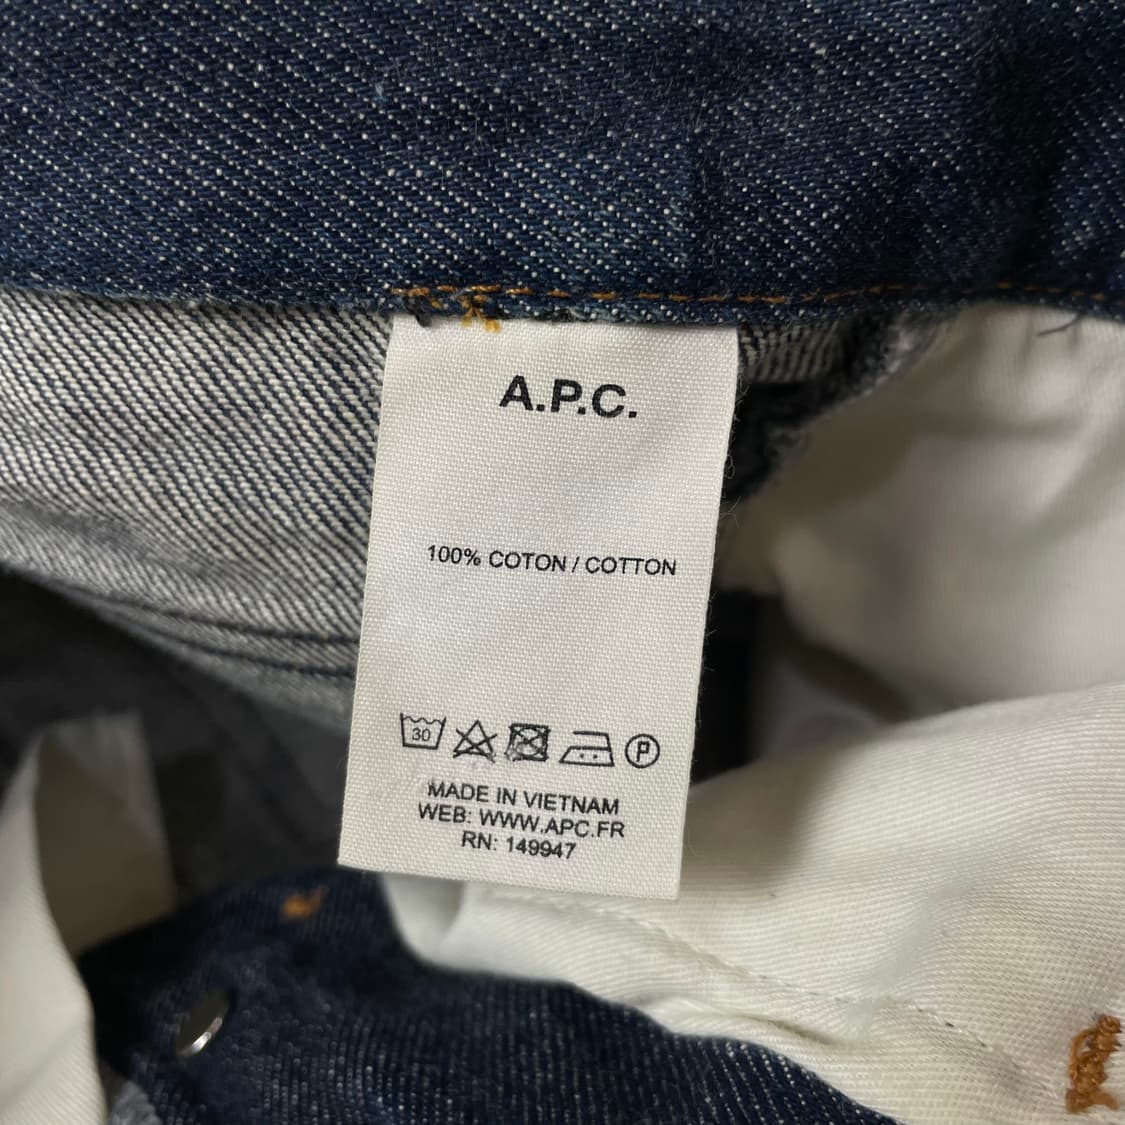 A.P.C.
100% COTON / COTTON
30 P
MADE IN VIETNAM
WEB: WWW.APC.FR
RN: 149947